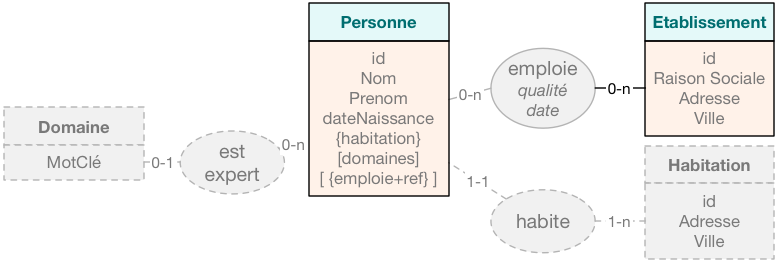 Domaine
MotClé
0-1
est
expert
0-n
Personne
id
Nom
Prenom
dateNaissance
{habitation}
[domaines]
[ {emploie+ref} ]
0-n
emploie
qualité
date
0-n
Etablissement
id
Raison Sociale
Adresse
Ville
1-1
habite
1-n
Habitation
id
Adresse
Ville